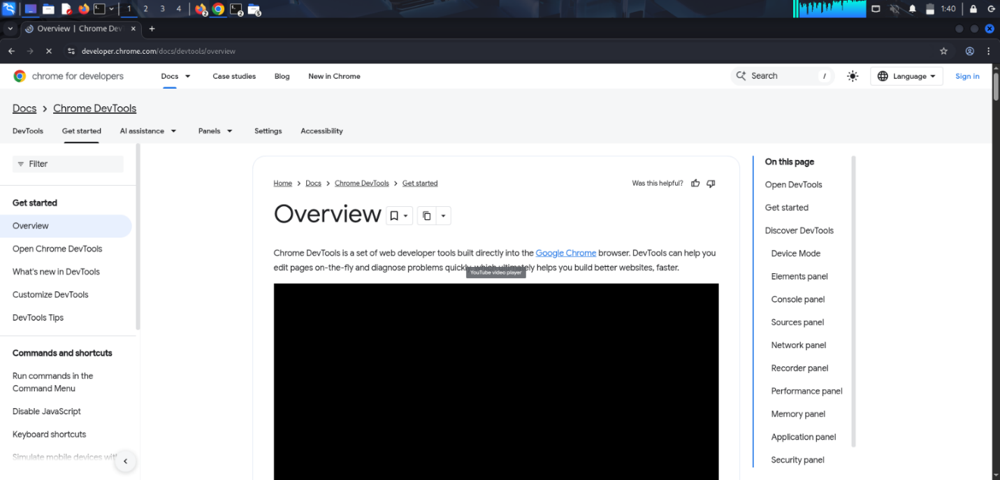 1 2 3 4 2 2 5 1:40
Overview | Chrome Dev
developer.chrome.com/docs/devtools/overview
chrome for developers Docs Case studies Blog New in Chrome Search / Language Sign in
Docs > Chrome DevTools
DevTools Get started AI assistance Panels Settings Accessibility
Filter
Get started
Overview
Open Chrome DevTools
What's new in DevTools
Customize DevTools
DevTools Tips
Commands and shortcuts
Run commands in the
Command Menu
Disable JavaScript
Keyboard shortcuts
Simulate mobile devices with
Home > Docs > Chrome DevTools > Get started Was this helpful?
Overview
Chrome DevTools is a set of web developer tools built directly into the Google Chrome browser. DevTools can help you
edit pages on-the-fly and diagnose problems quickly, which ultimately helps you build better websites, faster.
YouTube video player
On this page
Open DevTools
Get started
Discover DevTools
Device Mode
Elements panel
Console panel
Sources panel
Network panel
Recorder panel
Performance panel
Memory panel
Application panel
Security panel